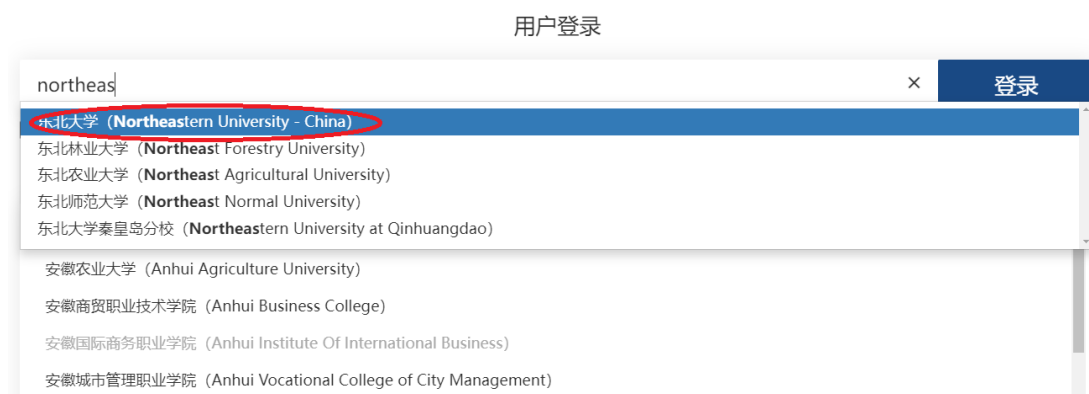 用户登录
northeas × 登录
东北大学（Northeastern University - China）
东北林业大学（Northeast Forestry University）
东北农业大学（Northeast Agricultural University）
东北师范大学（Northeast Normal University）
东北大学秦皇岛分校（Northeastern University at Qinhuangdao）
安徽农业大学（Anhui Agriculture University）
安徽商贸职业技术学院（Anhui Business College）
安徽国际商务职业学院（Anhui Institute Of International Business）
安徽城市管理职业学院（Anhui Vocational College of City Management）